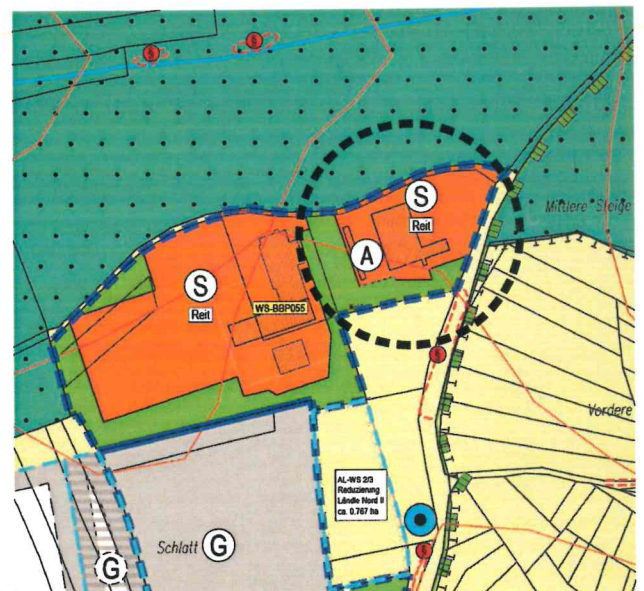 §
§
S
Reit
Mittlere Steige
A
S
Reit
WS-BBP055
§
Vordere
AL-WS 2/3
Reduzierung
Ländle Nord II
ca. 0.767 ha
Schlatt
G
§
G